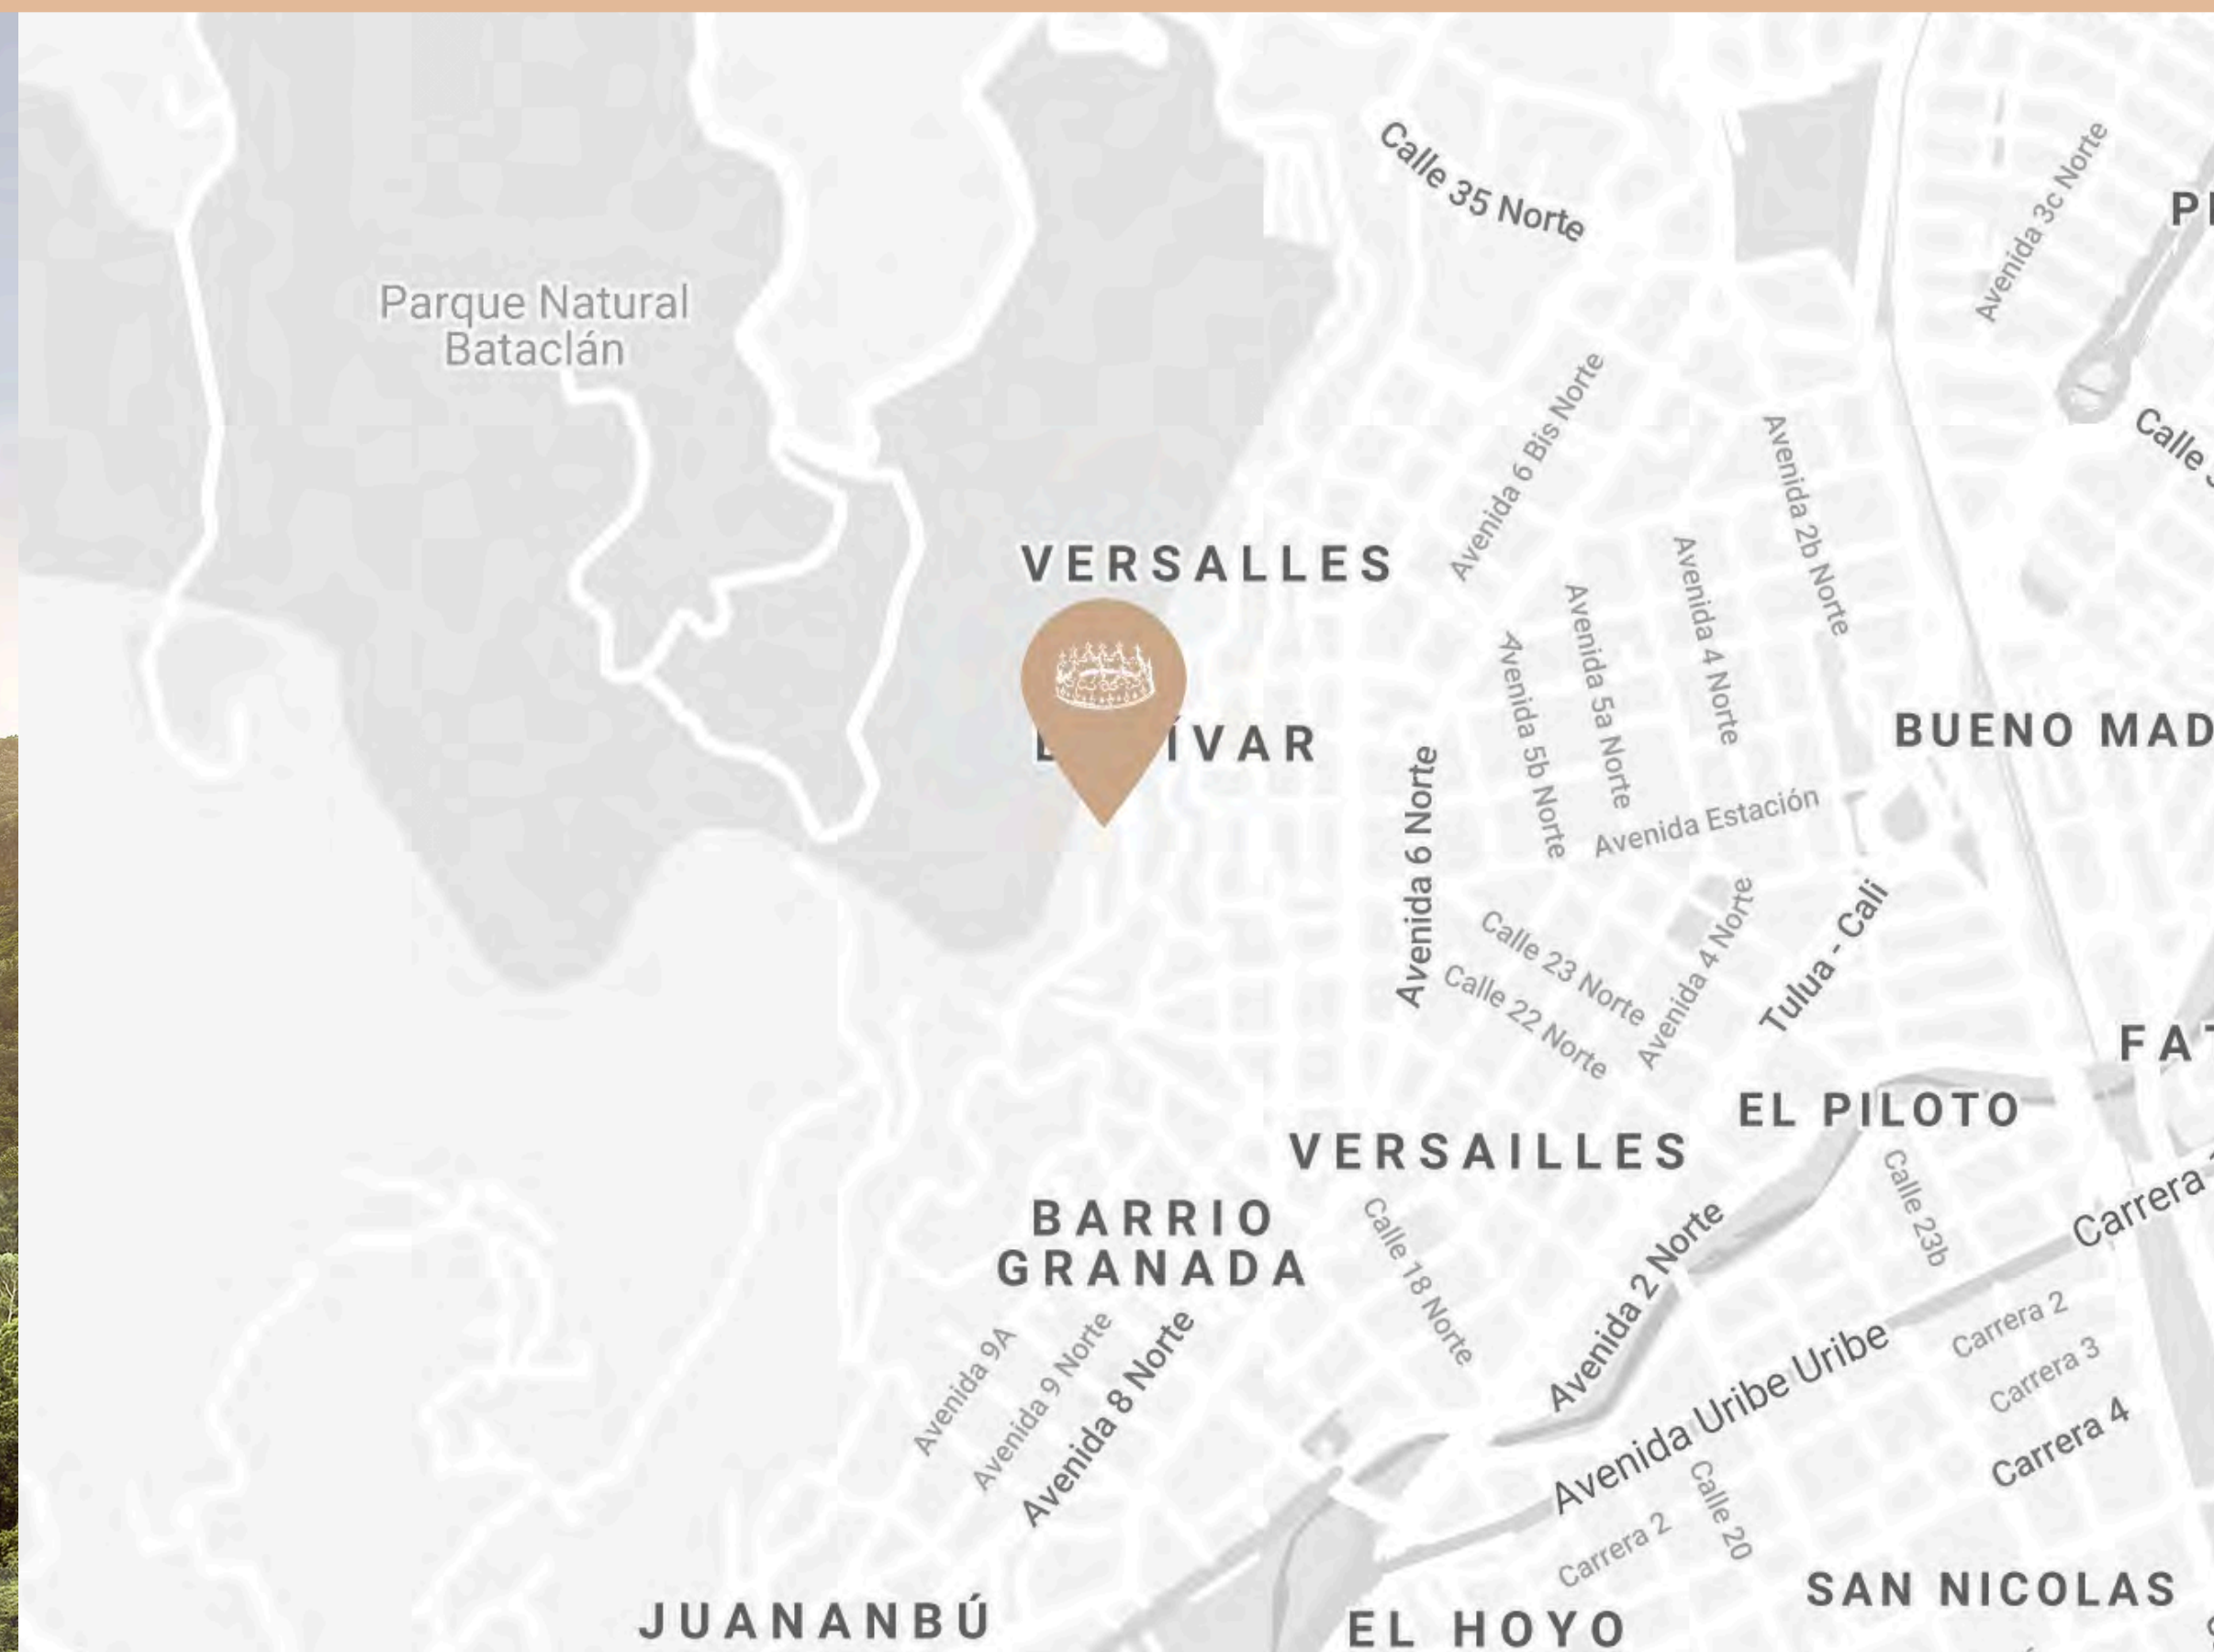 Calle 35 Norte
Avenida 3c Norte
Parque Natural
Bataclán
Avenida 6 Bis Norte
Avenida 2b Norte
Calle
VERSALLES
Avenida 4 Norte
Avenida 5a Norte
Avenida 5b Norte
BUENO MAD
ÍVAR
Avenida 6 Norte
Avenida Estación
Tulua - Cali
Calle 23 Norte
Avenida 4 Norte
Calle 22 Norte
FAT
EL PILOTO
VERSAILLES
Calle 23b
Carrera
BARRIO
GRANADA
Calle 18 Norte
Avenida 2 Norte
Carrera 2
Avenida 9A
Avenida 9 Norte
Avenida 8 Norte
Avenida Uribe Uribe
Carrera 3
Carrera 4
Calle 20
Carrera 2
SAN NICOLAS
JUANANBÚ
EL HOYO